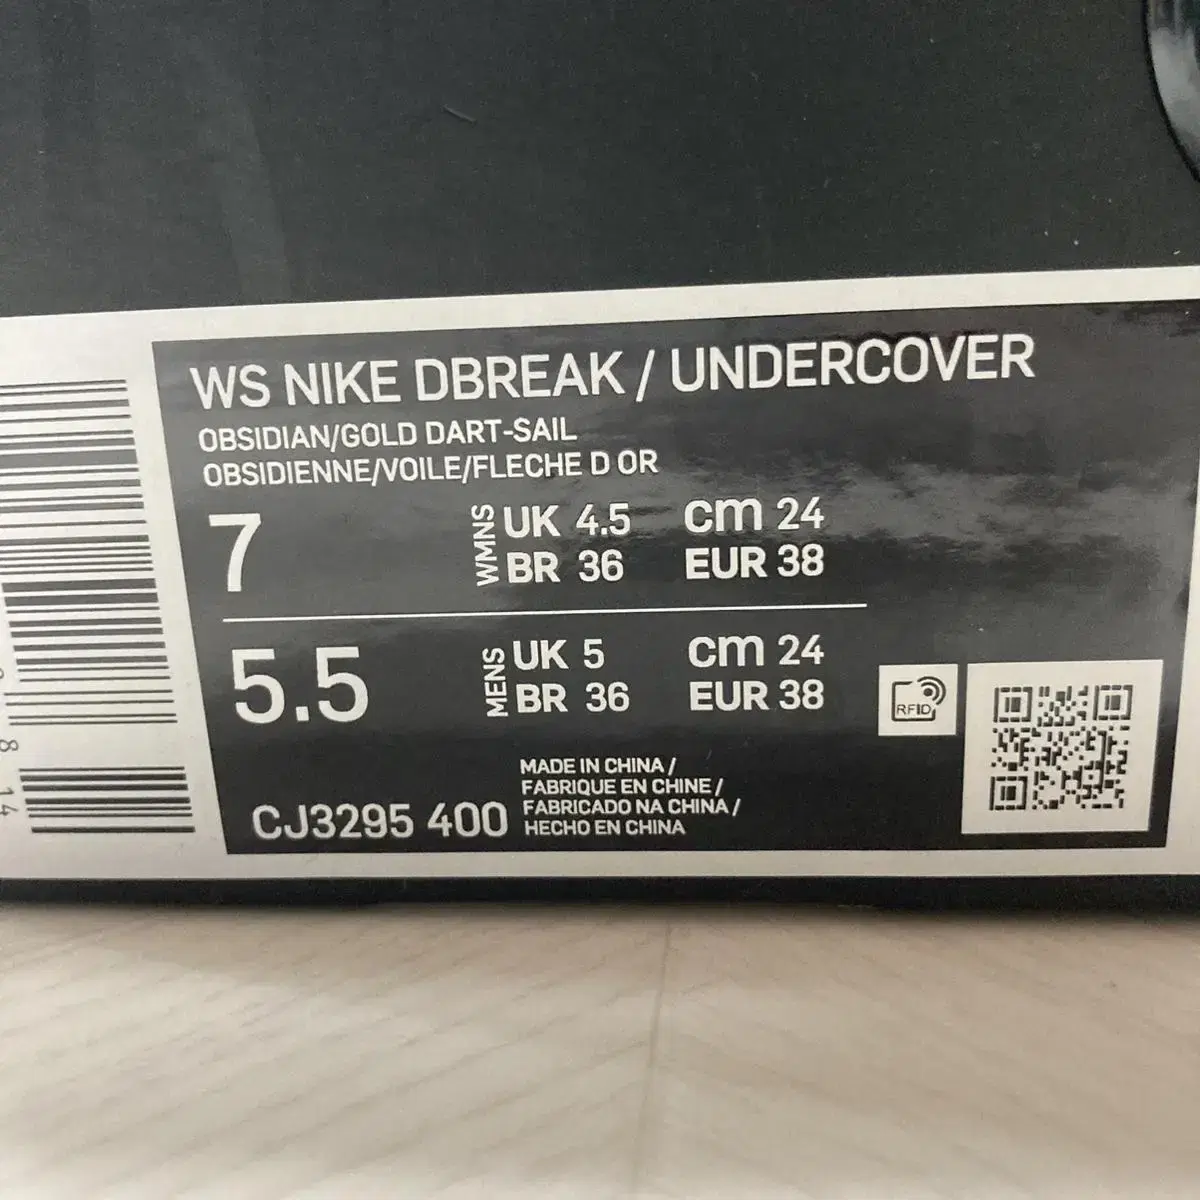 WS NIKE DBREAK / UNDERCOVER
OBSIDIAN/GOLD DART-SAIL
OBSIDIENNE/VOILE/FLECHE D OR
7 WMNS UK 4.5 cm 24
BR 36 EUR 38
5.5 MENS UK 5 cm 24
BR 36 EUR 38
RFID
CJ3295 400
MADE IN CHINA /
FABRIQUE EN CHINE /
FABRICADO NA CHINA /
HECHO EN CHINA
8 14